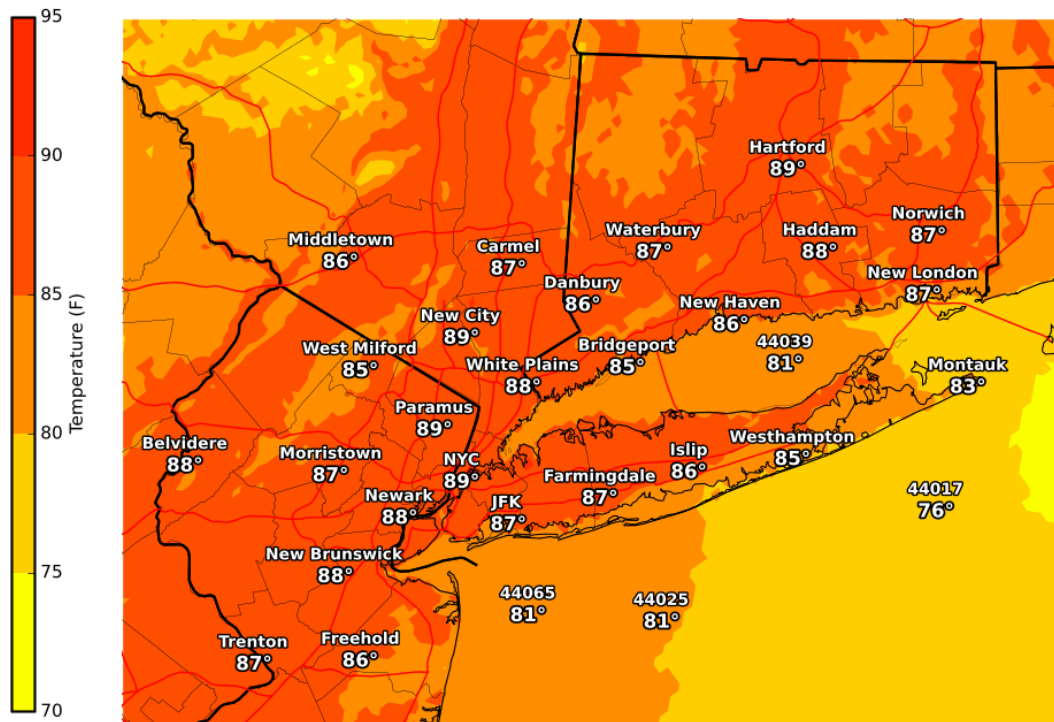 95
90
85
80
75
70
Temperature (F)
Hartford
89°
Norwich
87°
Waterbury
87°
Haddam
88°
Middletown
86°
Carmel
87°
New London
87°
Danbury
86°
New Haven
86°
New City
89°
44039
81°
Bridgeport
85°
West Milford
85°
White Plains
88°
Montauk
83°
Paramus
89°
Westhampton
85°
Belvidere
88°
Morristown
87°
NYC
89°
Islip
86°
Farmingdale
87°
44017
76°
Newark
88°
JFK
87°
New Brunswick
88°
44065
81°
44025
81°
Trenton
87°
Freehold
86°